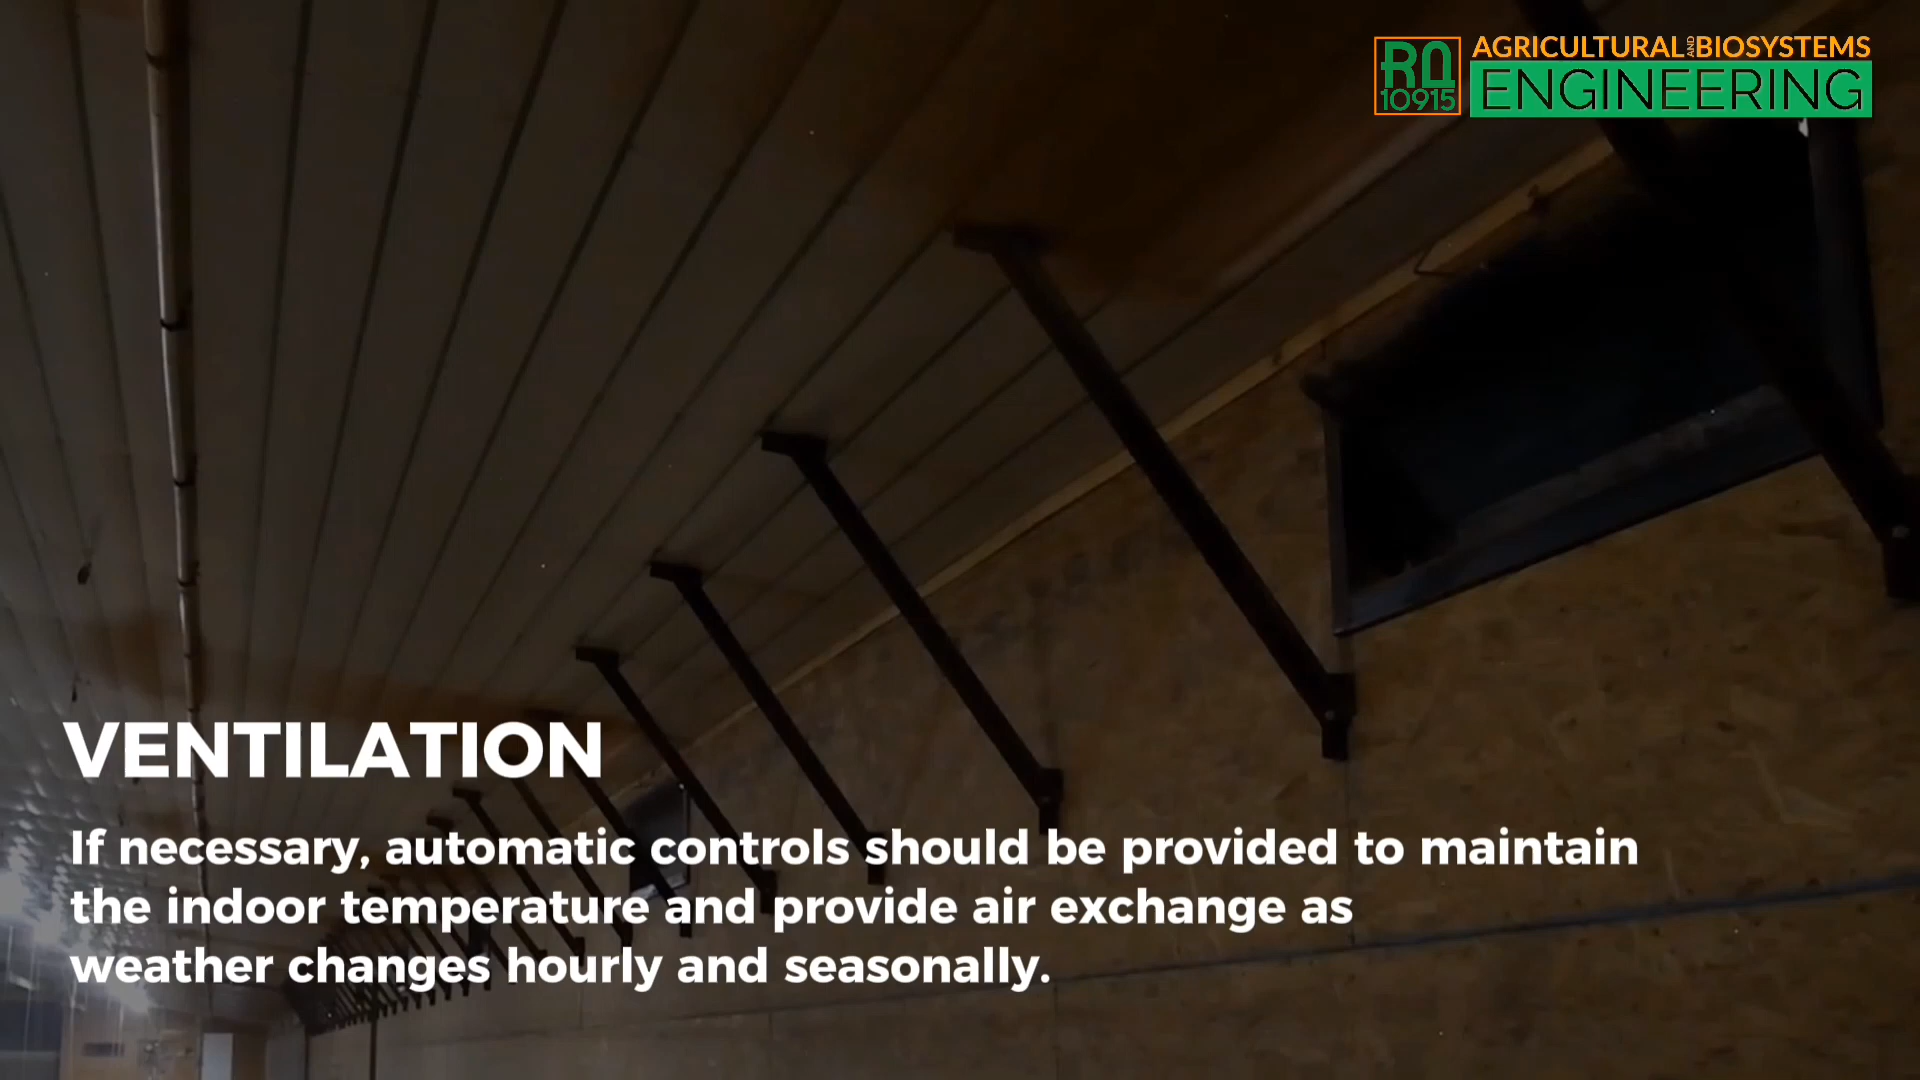 RA 10915
AGRICULTURAL AND BIOSYSTEMS
ENGINEERING
VENTILATION
If necessary, automatic controls should be provided to maintain
the indoor temperature and provide air exchange as
weather changes hourly and seasonally.